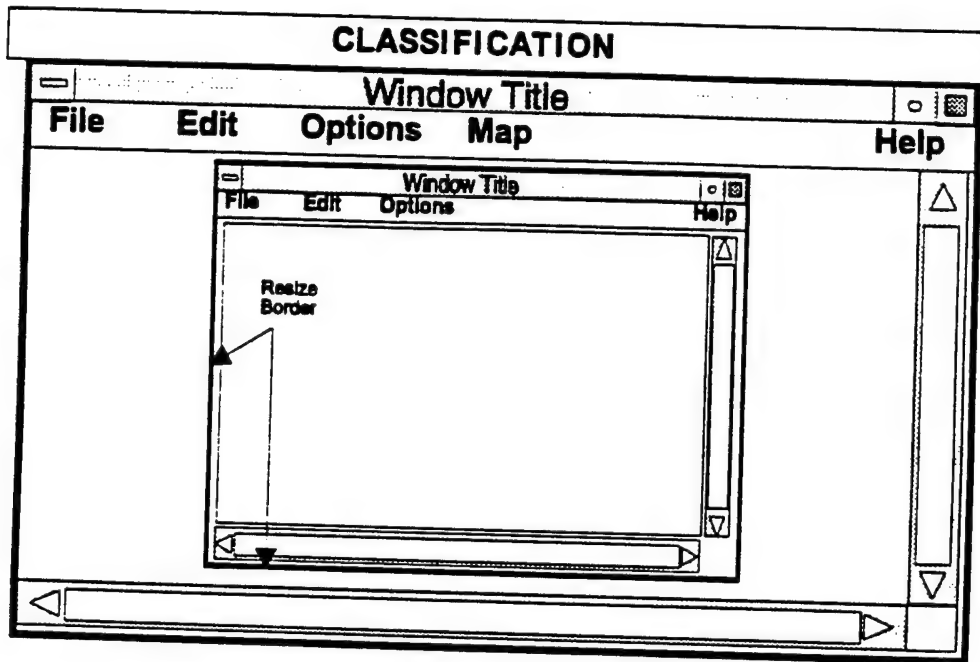 CLASSIFICATION
Window Title
File Edit Options Map Help
Window Title
File Edit Options Help
Resize
Border